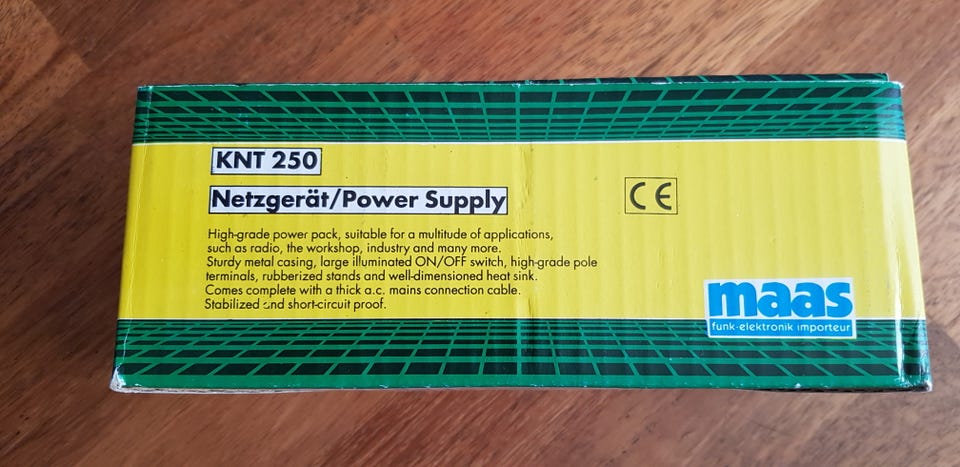 KNT 250
Netzgerät/Power Supply
CE
High-grade power pack, suitable for a multitude of applications,
such as radio, the workshop, industry and many more.
Sturdy metal casing, large illuminated ON/OFF switch, high-grade pole
terminals, rubberized stands and well-dimensioned heat sink.
Comes complete with a thick a.c. mains connection cable.
Stabilized and short-circuit proof.
maas
funk-elektronik importeur